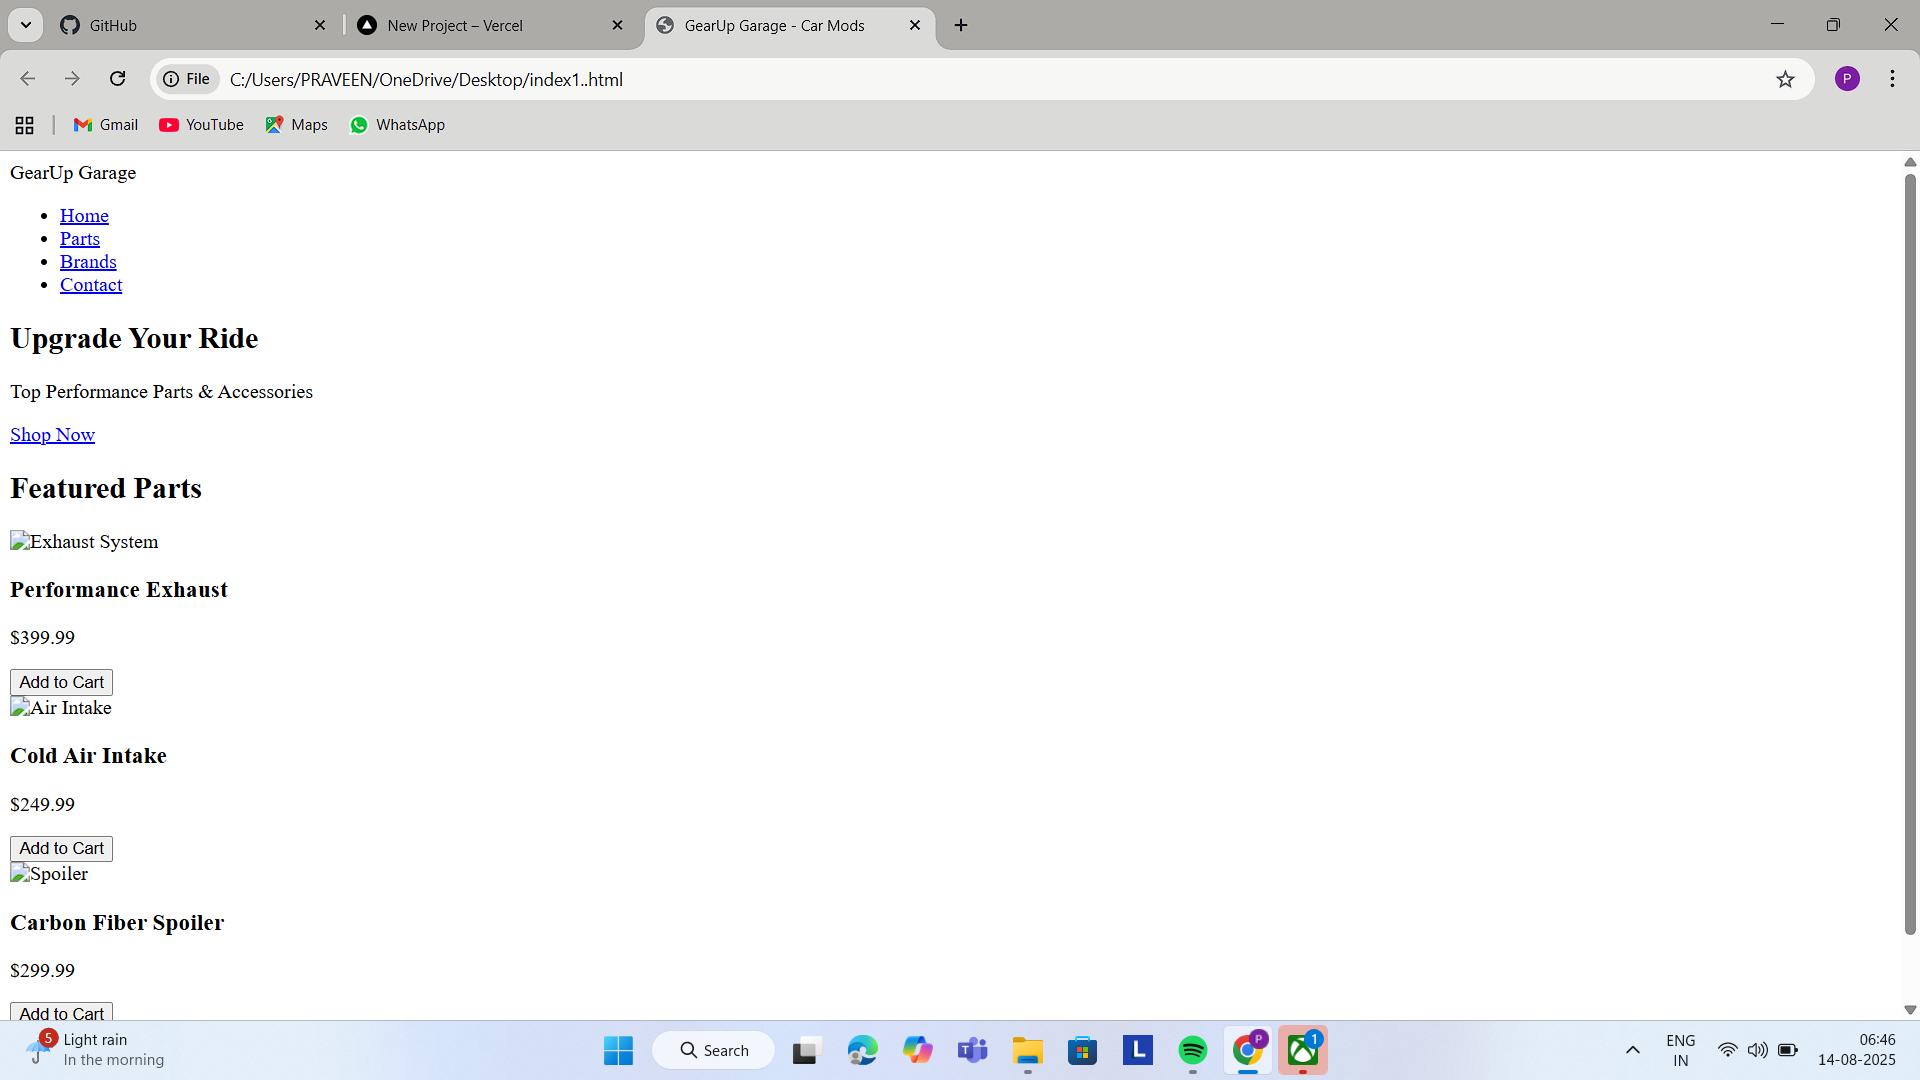 GitHub
New Project – Vercel
GearUp Garage - Car Mods
File
C:/Users/PRAVEEN/OneDrive/Desktop/index1..html
P
Gmail
YouTube
Maps
WhatsApp
GearUp Garage
Home
Parts
Brands
Contact
Upgrade Your Ride
Top Performance Parts & Accessories
Shop Now
Featured Parts
Exhaust System
Performance Exhaust
$399.99
Add to Cart
Air Intake
Cold Air Intake
$249.99
Add to Cart
Spoiler
Carbon Fiber Spoiler
$299.99
Add to Cart
5
Light rain
In the morning
Search
L
P
1
ENG
IN
06:46
14-08-2025